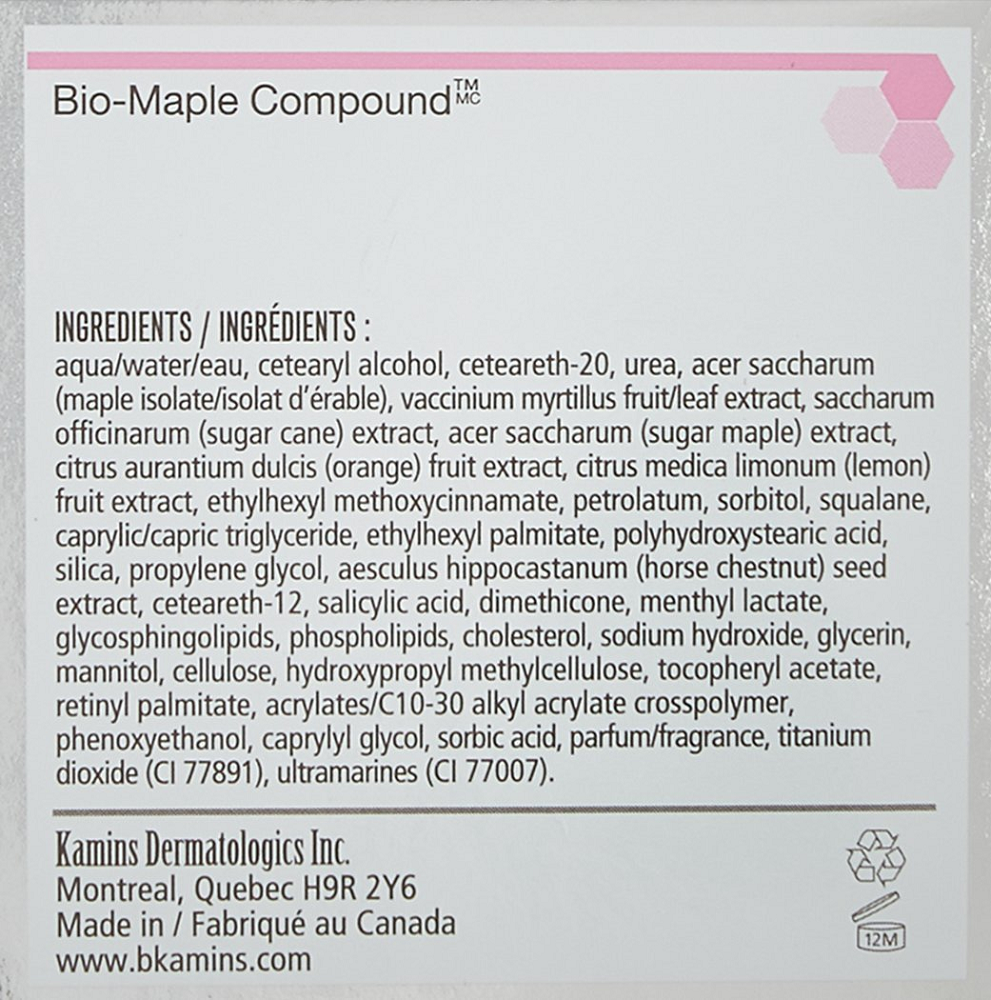 Bio-Maple Compound™ MC
INGREDIENTS / INGRÉDIENTS :
aqua/water/eau, cetearyl alcohol, ceteareth-20, urea, acer saccharum
(maple isolate/isolat d'érable), vaccinium myrtillus fruit/leaf extract, saccharum
officinarum (sugar cane) extract, acer saccharum (sugar maple) extract,
citrus aurantium dulcis (orange) fruit extract, citrus medica limonum (lemon)
fruit extract, ethylhexyl methoxycinnamate, petrolatum, sorbitol, squalane,
caprylic/capric triglyceride, ethylhexyl palmitate, polyhydroxystearic acid,
silica, propylene glycol, aesculus hippocastanum (horse chestnut) seed
extract, ceteareth-12, salicylic acid, dimethicone, menthyl lactate,
glycosphingolipids, phospholipids, cholesterol, sodium hydroxide, glycerin,
mannitol, cellulose, hydroxypropyl methylcellulose, tocopheryl acetate,
retinyl palmitate, acrylates/C10-30 alkyl acrylate crosspolymer,
phenoxyethanol, caprylyl glycol, sorbic acid, parfum/fragrance, titanium
dioxide (CI 77891), ultramarines (CI 77007).
Kamins Dermatologics Inc.
Montreal, Quebec H9R 2Y6
Made in / Fabriqué au Canada
www.bkamins.com
12M